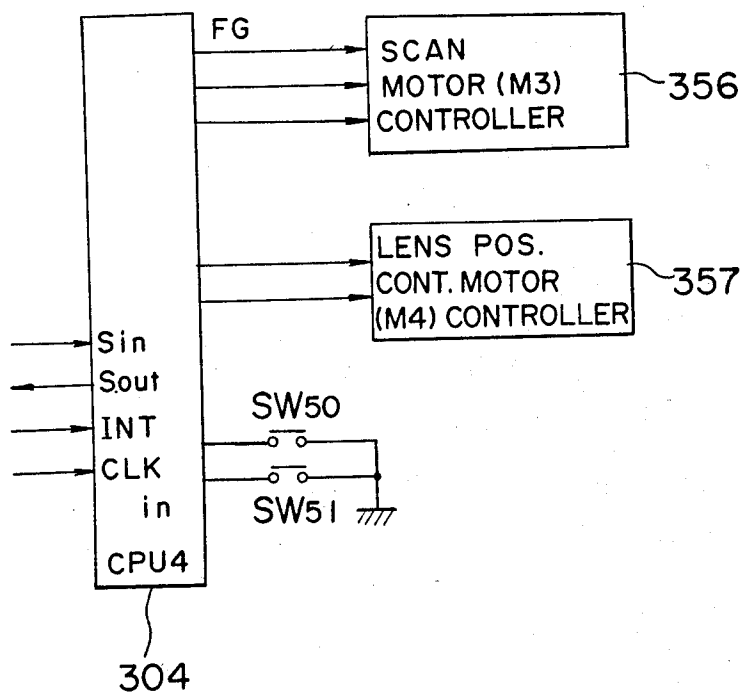 FG
SCAN
MOTOR (M3)
CONTROLLER
356
LENS POS.
CONT. MOTOR
(M4) CONTROLLER
357
Sin
Sout
INT
CLK
in
CPU4
SW50
SW51
304